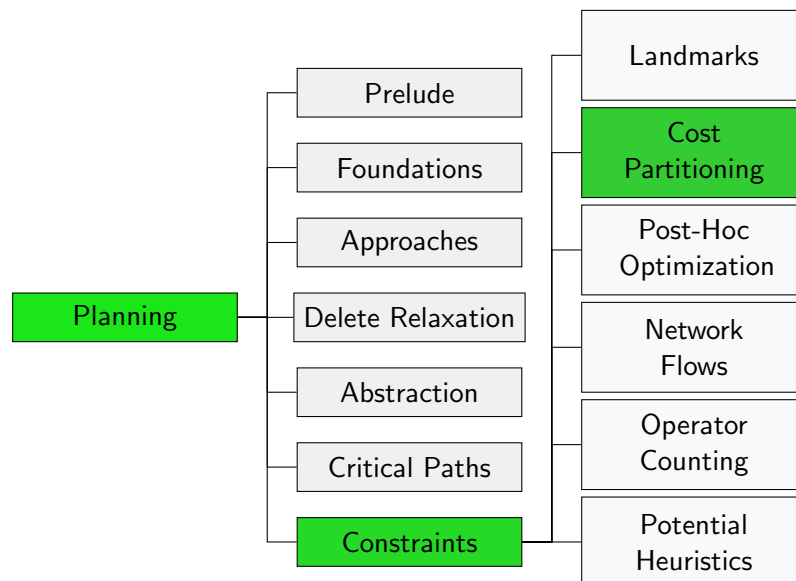 Planning
Prelude
Foundations
Approaches
Delete Relaxation
Abstraction
Critical Paths
Constraints
Landmarks
Cost
Partitioning
Post-Hoc
Optimization
Network
Flows
Operator
Counting
Potential
Heuristics